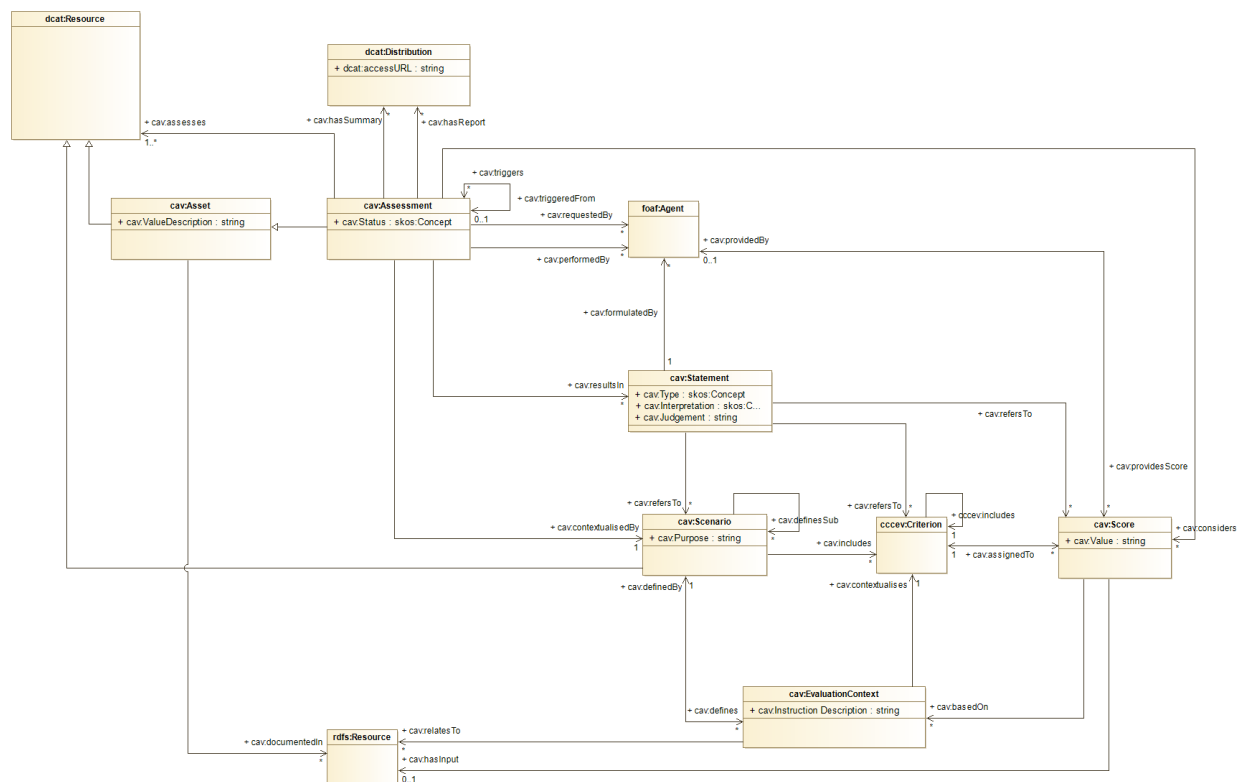 dcat:Resource
dcat:Distribution
+ dcat:accessURL : string
+ cav:assesses
1..*
+ cav:hasSummary
*
+ cav:hasReport
*
+ cav:triggers
*
+ cav:triggeredFrom
0..1
cav:Asset
+ cav:ValueDescription : string
cav:Assessment
+ cav:Status : skos:Concept
+ cav:requestedBy
*
foaf:Agent
+ cav:providedBy
0..1
+ cav:performedBy
*
*
+ cav:formulatedBy
1
cav:Statement
+ cav:Type : skos:Concept
+ cav:Interpretation : skos:C...
+ cav:Judgement : string
+ cav:resultsIn
*
+ cav:refersTo
*
+ cav:providesScore
*
+ cav:refersTo
*
+ cav:refersTo
*
cav:Scenario
+ cav:Purpose : string
+ cav:definesSub
*
+ cav:contextualisedBy
1
cccev:Criterion
+ cccev:includes
1
cav:Score
+ cav:Value : string
+ cav:considers
*
+ cav:includes
*
1
+ cav:assignedTo
*
+ cav:definedBy
1
+ cav:contextualises
1
cav:EvaluationContext
+ cav:Instruction Description : string
+ cav:defines
*
+ cav:basedOn
*
rdfs:Resource
+ cav:documentedIn
*
+ cav:relatesTo
*
+ cav:hasInput
0..1